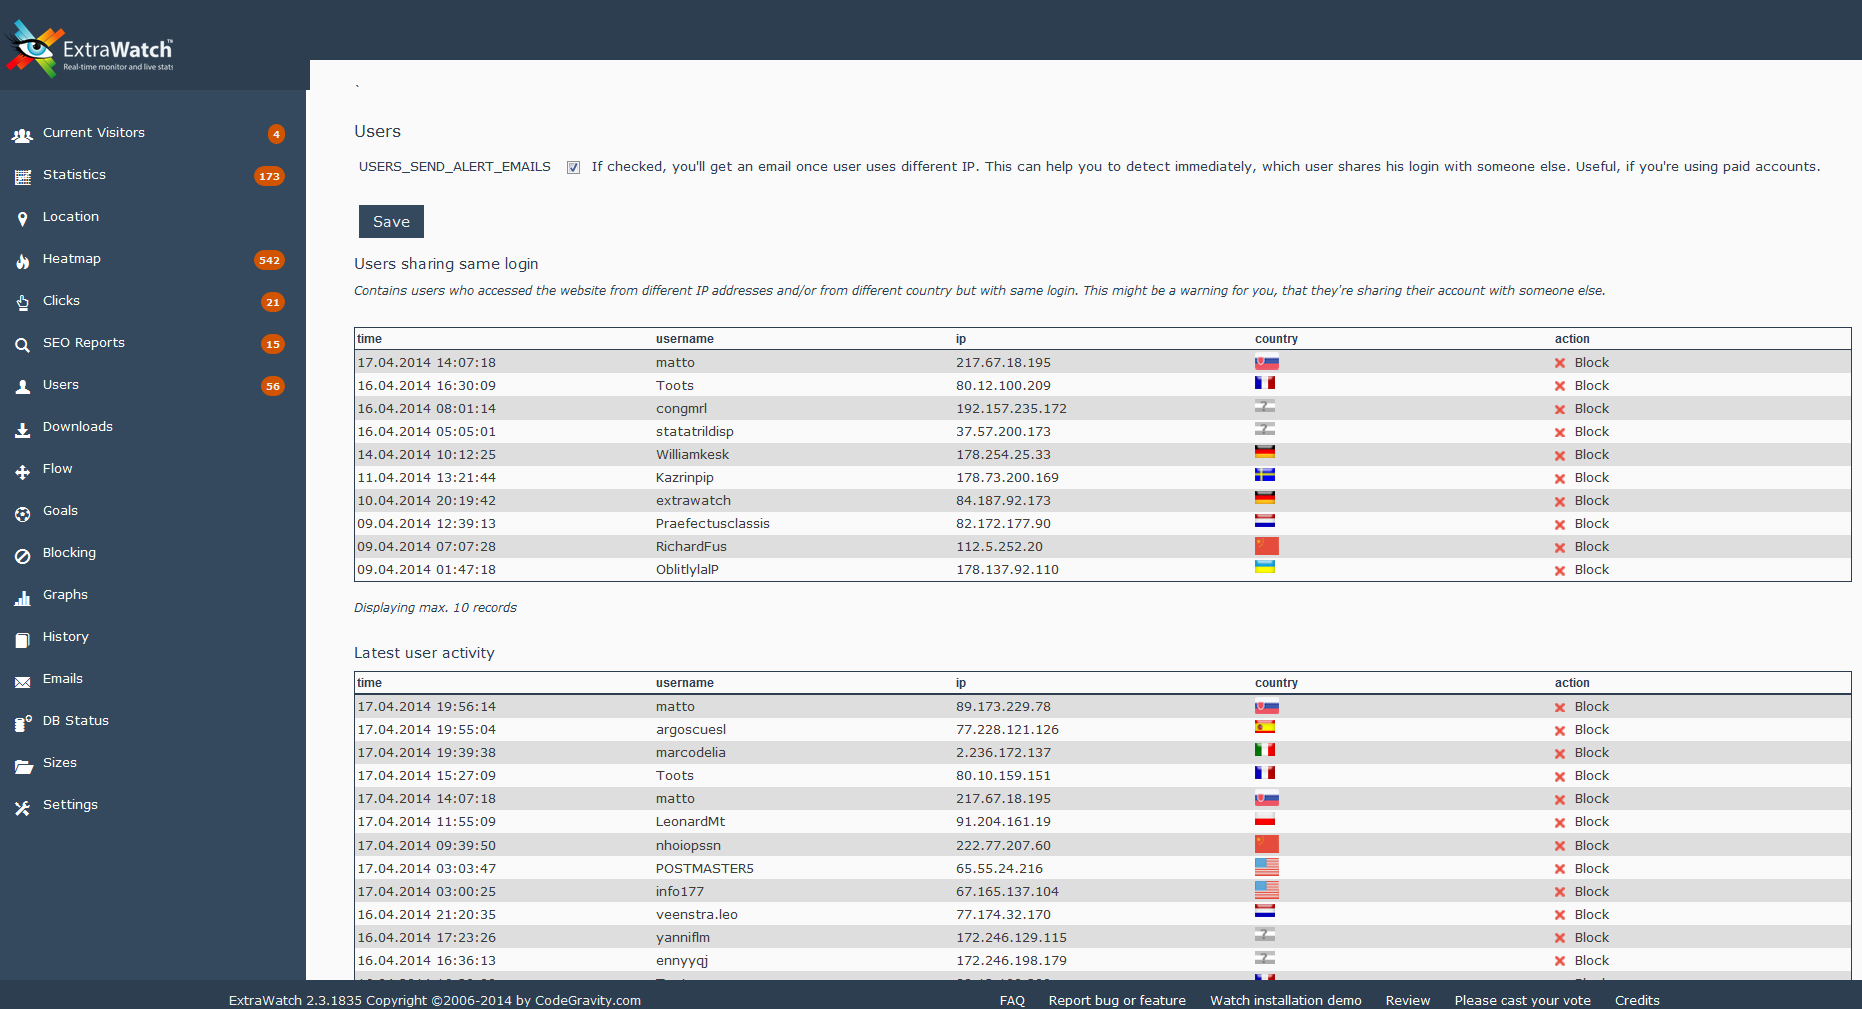 ExtraWatch™
Real-time monitor and live stats
Current Visitors 4
Statistics 173
Location
Heatmap 542
Clicks 21
SEO Reports 15
Users 56
Downloads
Flow
Goals
Blocking
Graphs
History
Emails
DB Status
Sizes
Settings
`
Users
USERS_SEND_ALERT_EMAILS If checked, you'll get an email once user uses different IP. This can help you to detect immediately, which user shares his login with someone else. Useful, if you're using paid accounts.
Save
Users sharing same login
Contains users who accessed the website from different IP addresses and/or from different country but with same login. This might be a warning for you, that they're sharing their account with someone else.
time username ip country action
17.04.2014 14:07:18 matto 217.67.18.195 Block
16.04.2014 16:30:09 Toots 80.12.100.209 Block
16.04.2014 08:01:14 congmrl 192.157.235.172 ? Block
16.04.2014 05:05:01 statatrildisp 37.57.200.173 ? Block
14.04.2014 10:12:25 Williamkesk 178.254.25.33 Block
11.04.2014 13:21:44 Kazrinpip 178.73.200.169 Block
10.04.2014 20:19:42 extrawatch 84.187.92.173 Block
09.04.2014 12:39:13 Praefectusclassis 82.172.177.90 Block
09.04.2014 07:07:28 RichardFus 112.5.252.20 Block
09.04.2014 01:47:18 OblitlylalP 178.137.92.110 Block
Displaying max. 10 records
Latest user activity
time username ip country action
17.04.2014 19:56:14 matto 89.173.229.78 Block
17.04.2014 19:55:04 argoscuesl 77.228.121.126 Block
17.04.2014 19:39:38 marcodelia 2.236.172.137 Block
17.04.2014 15:27:09 Toots 80.10.159.151 Block
17.04.2014 14:07:18 matto 217.67.18.195 Block
17.04.2014 11:55:09 LeonardMt 91.204.161.19 Block
17.04.2014 09:39:50 nhoiopssn 222.77.207.60 Block
17.04.2014 03:03:47 POSTMASTER5 65.55.24.216 Block
17.04.2014 03:00:25 info177 67.165.137.104 Block
16.04.2014 21:20:35 veenstra.leo 77.174.32.170 Block
16.04.2014 17:23:26 yanniflm 172.246.129.115 ? Block
16.04.2014 16:36:13 ennyyqj 172.246.198.179 ? Block
ExtraWatch 2.3.1835 Copyright ©2006-2014 by CodeGravity.com
FAQ Report bug or feature Watch installation demo Review Please cast your vote Credits